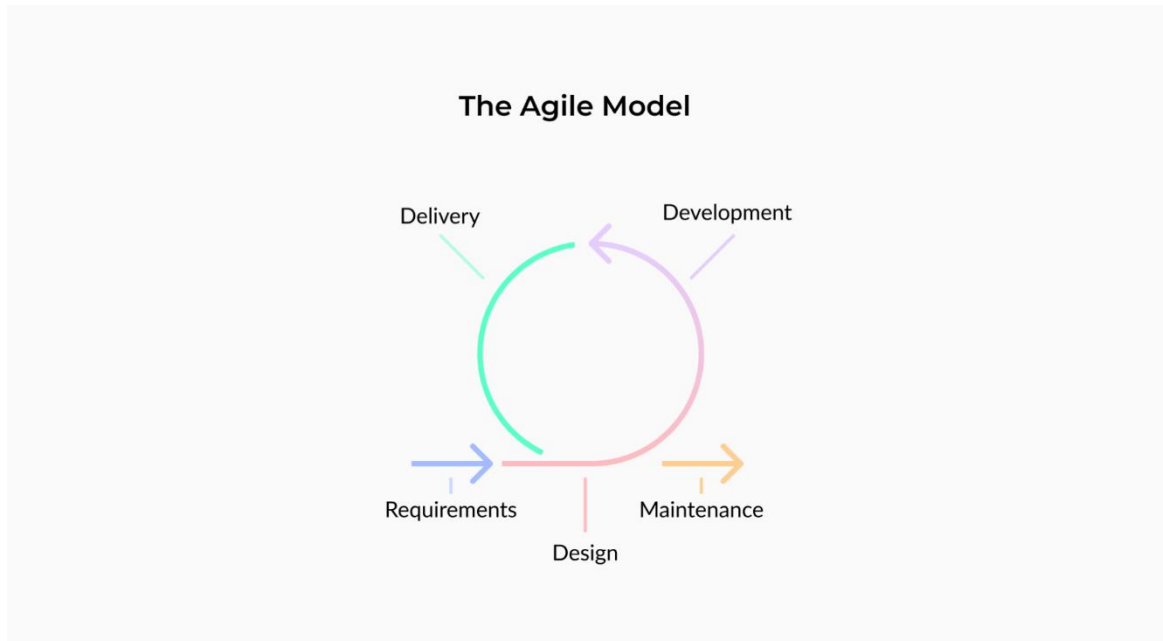 The Agile Model
Delivery
Development
Requirements
Maintenance
Design